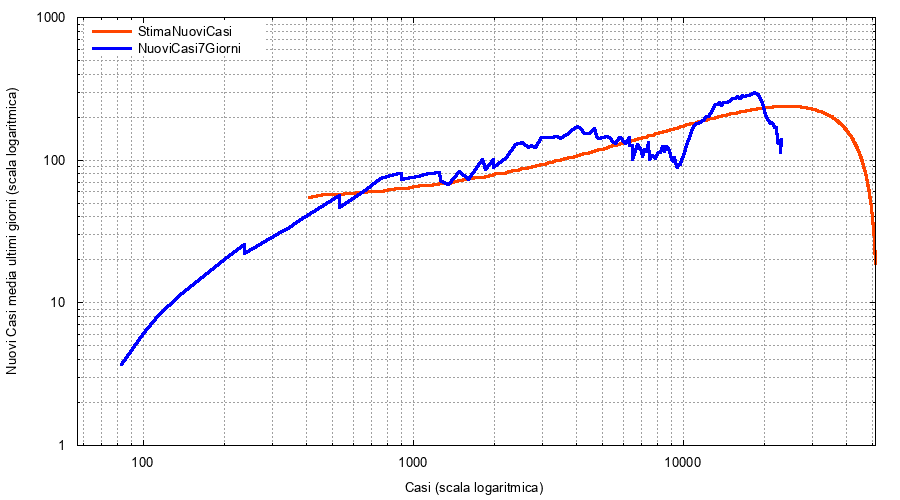 StimaNuoviCasi
NuoviCasi7Giorni
Nuovi Casi media ultimi giorni (scala logaritmica)
1000
100
10
1
100
1000
10000
Casi (scala logaritmica)